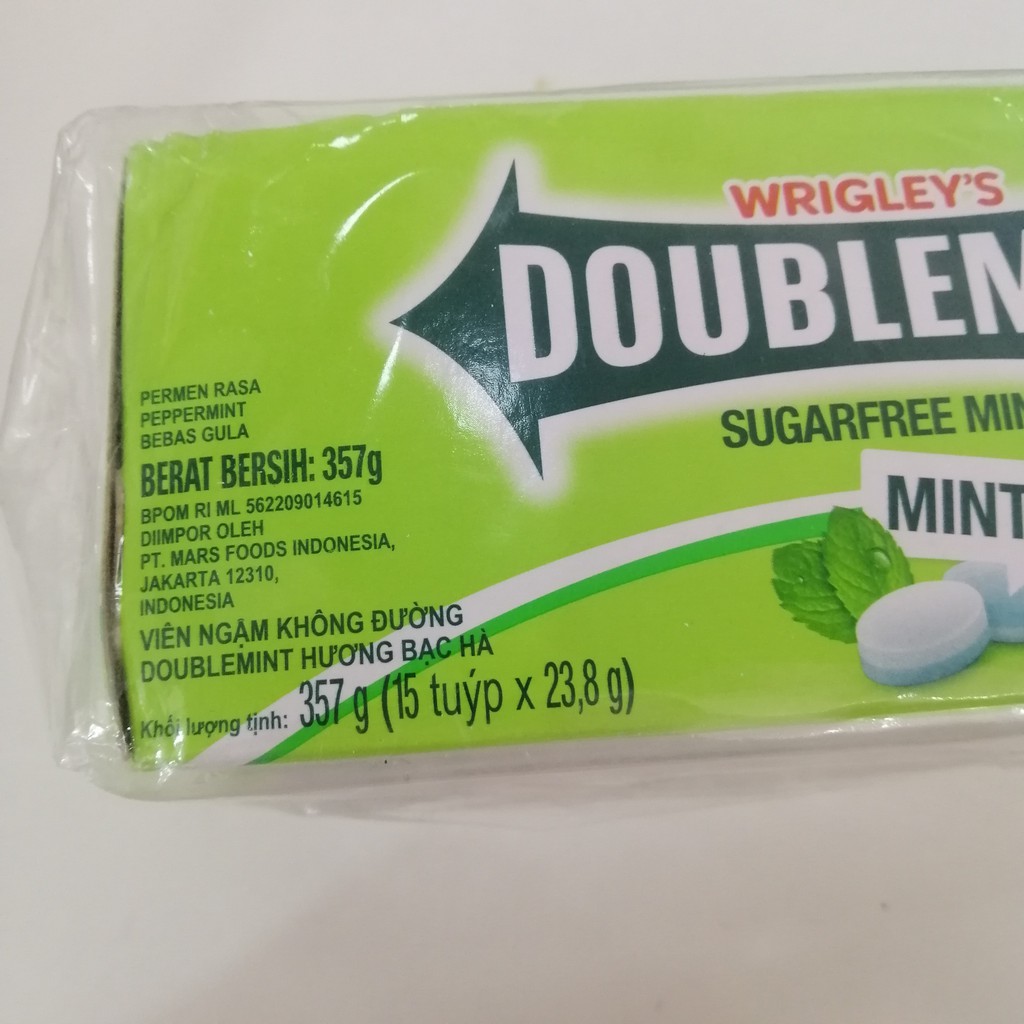 WRIGLEY'S
DOUBLEM
SUGARFREE MIN
MINT
PERMEN RASA
PEPPERMINT
BEBAS GULA
BERAT BERSIH: 357g
BPOM RI ML 562209014615
DIIMPOR OLEH
PT. MARS FOODS INDONESIA,
JAKARTA 12310,
INDONESIA
VIÊN NGẬM KHÔNG ĐƯỜNG
DOUBLEMINT HƯƠNG BẠC HÀ
Khối lượng tịnh: 357 g (15 tuýp x 23,8 g)